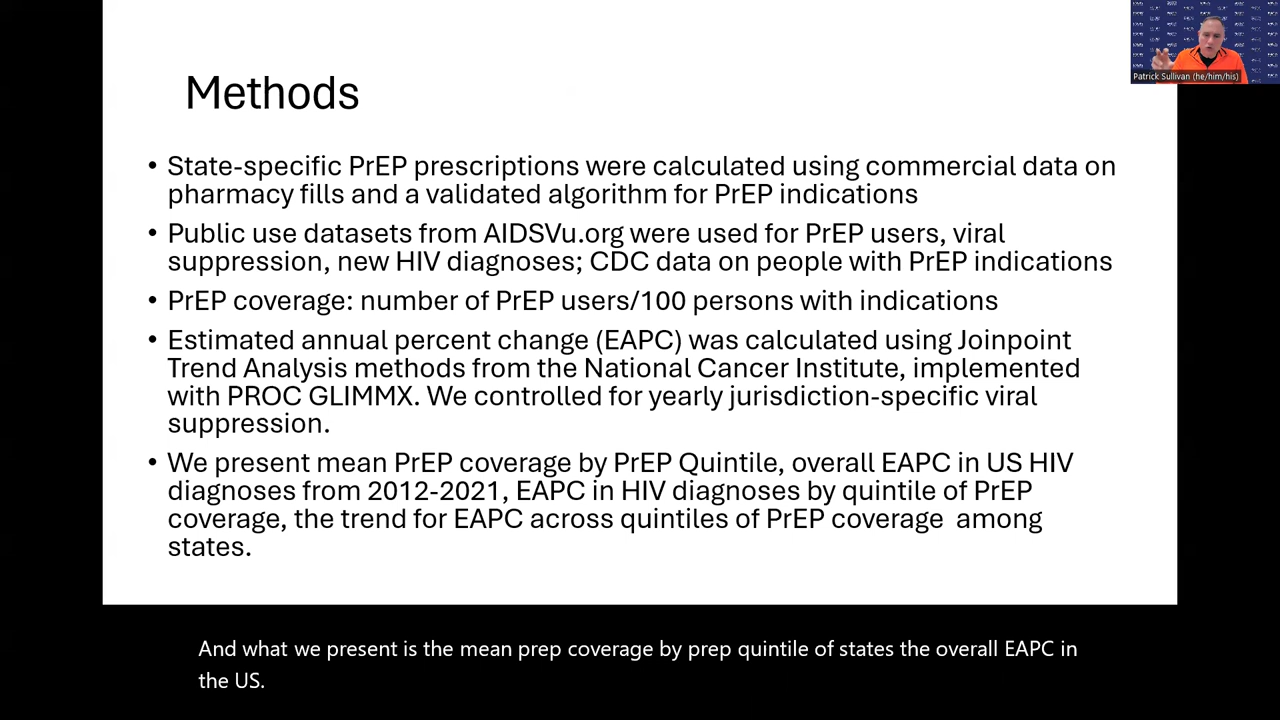 Methods
• State-specific PrEP prescriptions were calculated using commercial data on
pharmacy fills and a validated algorithm for PrEP indications
• Public use datasets from AIDSVu.org were used for PrEP users, viral
suppression, new HIV diagnoses; CDC data on people with PrEP indications
• PrEP coverage: number of PrEP users/100 persons with indications
• Estimated annual percent change (EAPC) was calculated using Joinpoint
Trend Analysis methods from the National Cancer Institute, implemented
with PROC GLIMMX. We controlled for yearly jurisdiction-specific viral
suppression.
• We present mean PrEP coverage by PrEP Quintile, overall EAPC in US HIV
diagnoses from 2012-2021, EAPC in HIV diagnoses by quintile of PrEP
coverage, the trend for EAPC across quintiles of PrEP coverage  among
states.
Patrick Sullivan (he/him/his)
And what we present is the mean prep coverage by prep quintile of states the overall EAPC in
the US.